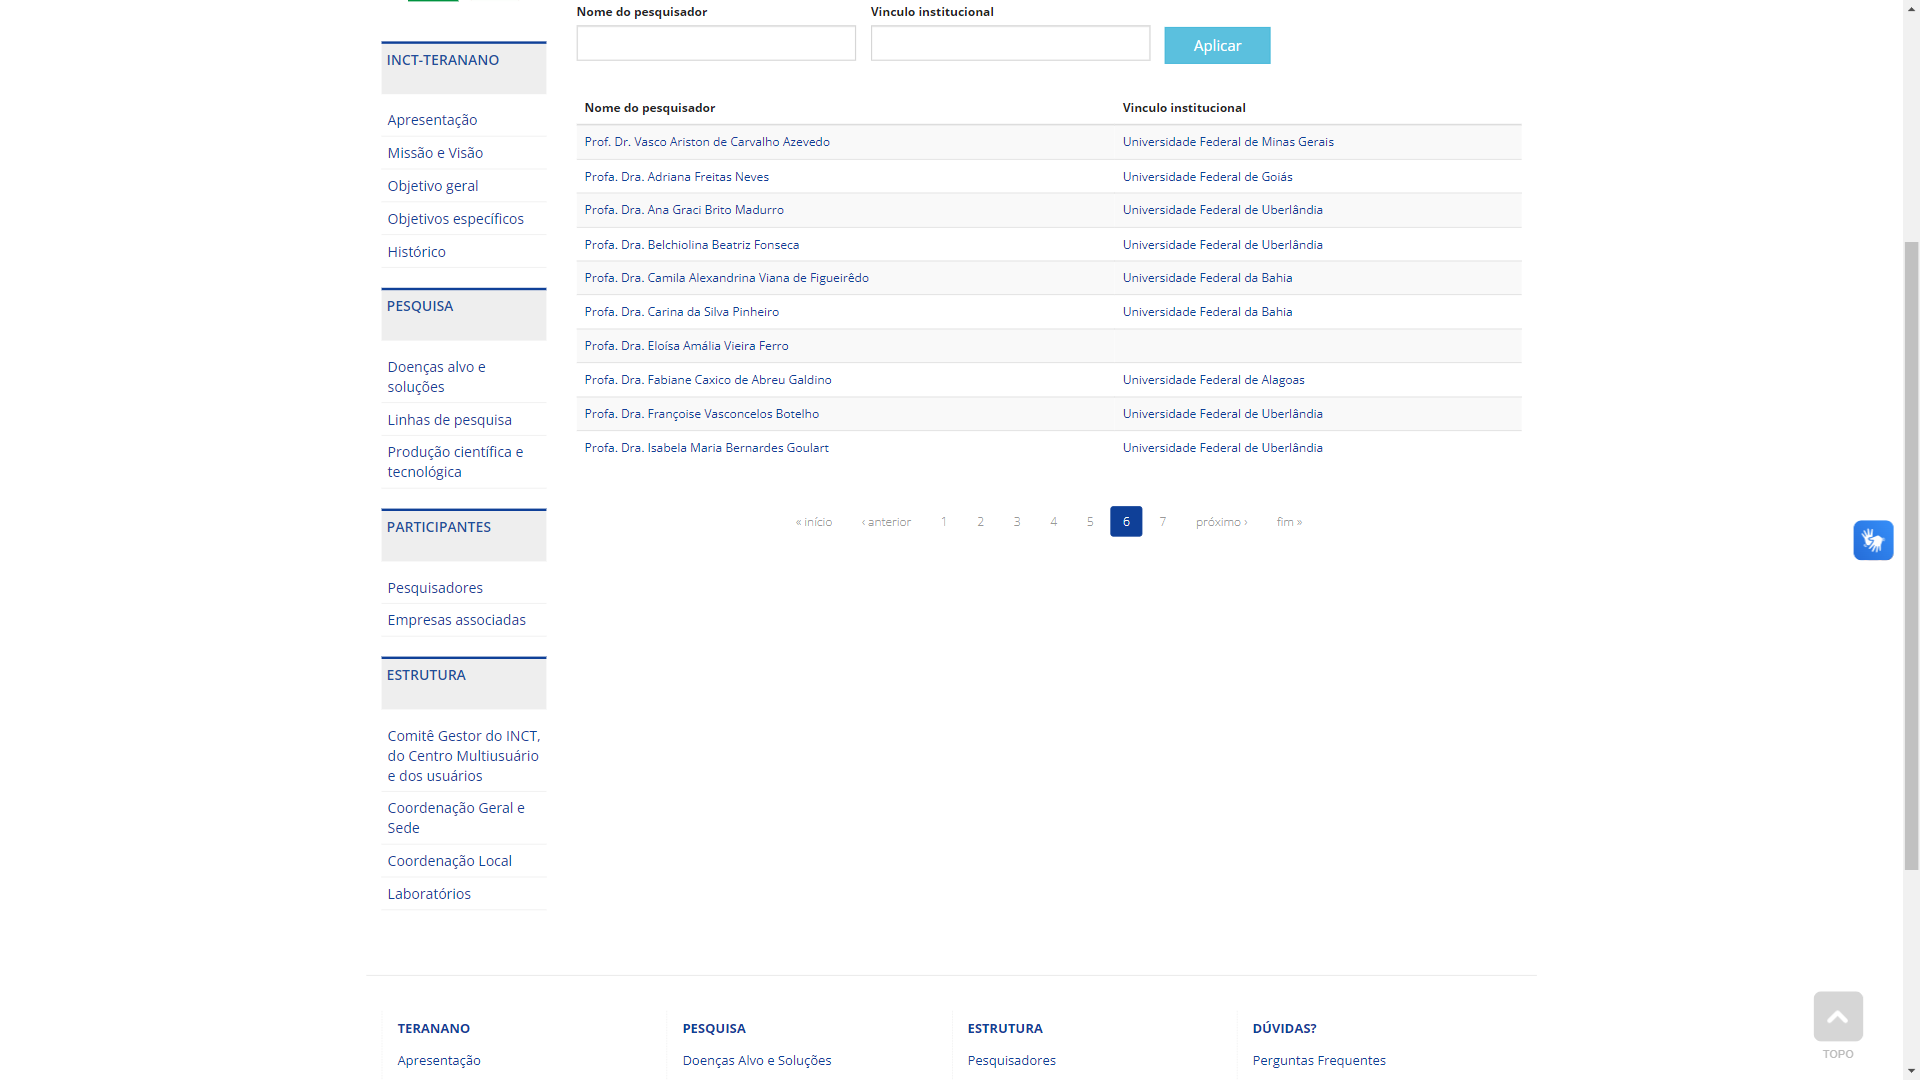 Nome do pesquisador
Vinculo institucional
Aplicar
INCT-TERANANO
Apresentação
Missão e Visão
Objetivo geral
Objetivos específicos
Histórico
PESQUISA
Doenças alvo e
soluções
Linhas de pesquisa
Produção científica e
tecnológica
PARTICIPANTES
Pesquisadores
Empresas associadas
ESTRUTURA
Comitê Gestor do INCT,
do Centro Multiusuário
e dos usuários
Coordenação Geral e
Sede
Coordenação Local
Laboratórios
Nome do pesquisador Vinculo institucional
Prof. Dr. Vasco Ariston de Carvalho Azevedo Universidade Federal de Minas Gerais
Profa. Dra. Adriana Freitas Neves Universidade Federal de Goiás
Profa. Dra. Ana Graci Brito Madurro Universidade Federal de Uberlândia
Profa. Dra. Belchiolina Beatriz Fonseca Universidade Federal de Uberlândia
Profa. Dra. Camila Alexandrina Viana de Figueirêdo Universidade Federal da Bahia
Profa. Dra. Carina da Silva Pinheiro Universidade Federal da Bahia
Profa. Dra. Eloísa Amália Vieira Ferro
Profa. Dra. Fabiane Caxico de Abreu Galdino Universidade Federal de Alagoas
Profa. Dra. Françoise Vasconcelos Botelho Universidade Federal de Uberlândia
Profa. Dra. Isabela Maria Bernardes Goulart Universidade Federal de Uberlândia
« início ‹ anterior 1 2 3 4 5 6 7 próximo › fim »
TOPO
TERANANO
Apresentação
PESQUISA
Doenças Alvo e Soluções
ESTRUTURA
Pesquisadores
DÚVIDAS?
Perguntas Frequentes